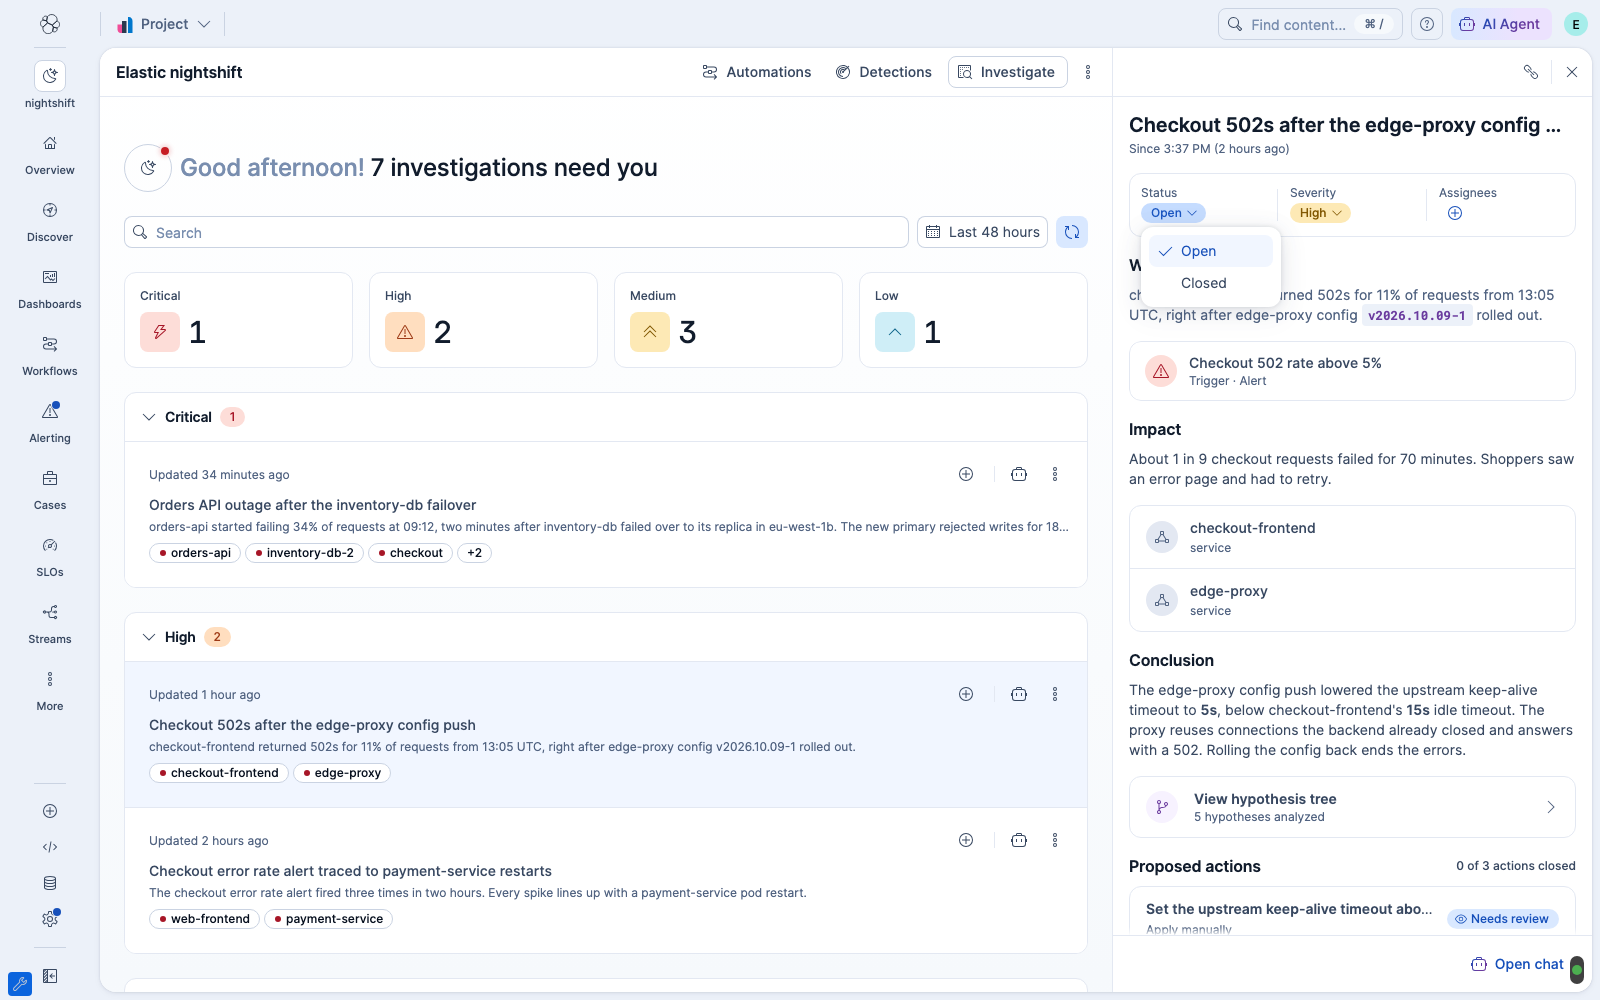 Project
Find content...
⌘ /
AI Agent
E
nightshift
Overview
Discover
Dashboards
Workflows
Alerting
Cases
SLOs
Streams
More
Elastic nightshift
Automations
Detections
Investigate
Good afternoon! 7 investigations need you
Search
Last 48 hours
Critical
1
High
2
Medium
3
Low
1
Critical 1
Updated 34 minutes ago
Orders API outage after the inventory-db failover
orders-api started failing 34% of requests at 09:12, two minutes after inventory-db failed over to its replica in eu-west-1b. The new primary rejected writes for 18...
orders-api
inventory-db-2
checkout
+2
High 2
Updated 1 hour ago
Checkout 502s after the edge-proxy config push
checkout-frontend returned 502s for 11% of requests from 13:05 UTC, right after edge-proxy config v2026.10.09-1 rolled out.
checkout-frontend
edge-proxy
Updated 2 hours ago
Checkout error rate alert traced to payment-service restarts
The checkout error rate alert fired three times in two hours. Every spike lines up with a payment-service pod restart.
web-frontend
payment-service
Checkout 502s after the edge-proxy config ...
Since 3:37 PM (2 hours ago)
Status
Open
Severity
High
Assignees
Open
Closed
W
ch
rned 502s for 11% of requests from 13:05
UTC, right after edge-proxy config v2026.10.09-1 rolled out.
Checkout 502 rate above 5%
Trigger · Alert
Impact
About 1 in 9 checkout requests failed for 70 minutes. Shoppers saw
an error page and had to retry.
checkout-frontend
service
edge-proxy
service
Conclusion
The edge-proxy config push lowered the upstream keep-alive
timeout to 5s, below checkout-frontend's 15s idle timeout. The
proxy reuses connections the backend already closed and answers
with a 502. Rolling the config back ends the errors.
View hypothesis tree
5 hypotheses analyzed
Proposed actions
0 of 3 actions closed
Set the upstream keep-alive timeout abo...
Needs review
Apply manually
Open chat